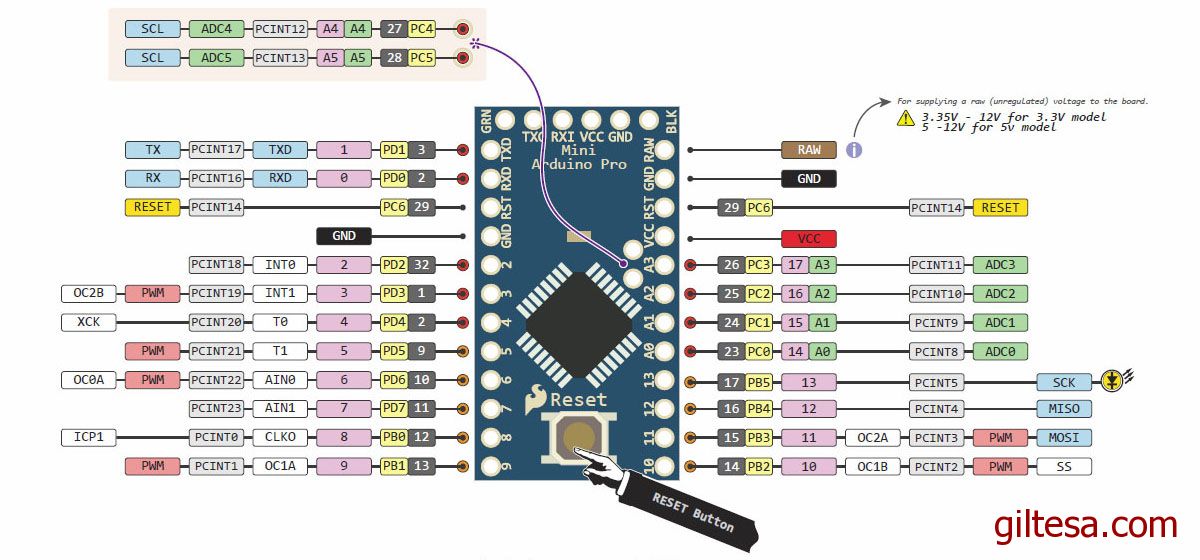 SCL ADC4 PCINT12 A4 A4 27 PC4
SCL ADC5 PCINT13 A5 A5 28 PC5
For supplying a raw (unregulated) voltage to the board.
3.35V - 12V for 3.3V model
5 -12V for 5v model
GRN TXO RXI VCC GND BLK
Mini
Arduino Pro
TX PCINT17 TXD 1 PD1 3 TXD RAW RAW
RX PCINT16 RXD 0 PD0 2 RXD GND GND
RESET PCINT14 PC6 29 RST RST 29 PC6 PCINT14 RESET
GND GND VCC VCC
PCINT18 INT0 2 PD2 32 2 A3 26 PC3 17 A3 PCINT11 ADC3
OC2B PWM PCINT19 INT1 3 PD3 1 3 A2 25 PC2 16 A2 PCINT10 ADC2
XCK PCINT20 T0 4 PD4 2 4 A1 24 PC1 15 A1 PCINT9 ADC1
PWM PCINT21 T1 5 PD5 9 5 A0 23 PC0 14 A0 PCINT8 ADC0
OC0A PWM PCINT22 AIN0 6 PD6 10 6 13 17 PB5 13 PCINT5 SCK
Reset
PCINT23 AIN1 7 PD7 11 7 12 16 PB4 12 PCINT4 MISO
ICP1 PCINT0 CLKO 8 PB0 12 8 11 15 PB3 11 OC2A PCINT3 PWM MOSI
PWM PCINT1 OC1A 9 PB1 13 9 10 14 PB2 10 OC1B PCINT2 PWM SS
RESET Button
giltesa.com